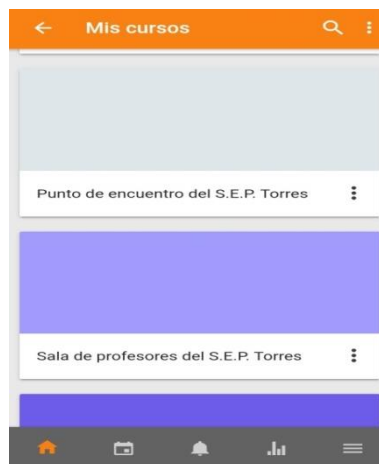 Mis cursos
Punto de encuentro del S.E.P. Torres
Sala de profesores del S.E.P. Torres